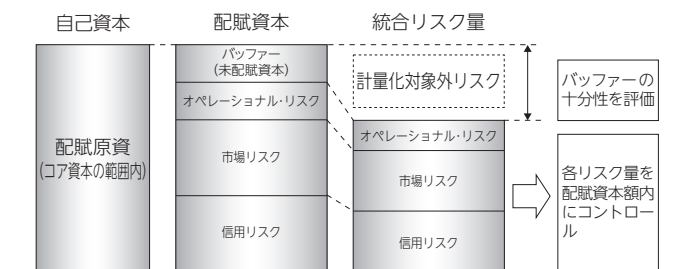 自己資本
配賦資本
統合リスク量
配賦原資
(コア資本の範囲内)
バッファー
(未配賦資本)
オペレーショナル・リスク
市場リスク
信用リスク
計量化対象外リスク
オペレーショナル・リスク
市場リスク
信用リスク
バッファーの
十分性を評価
各リスク量を
配賦資本額内
にコントロー
ル